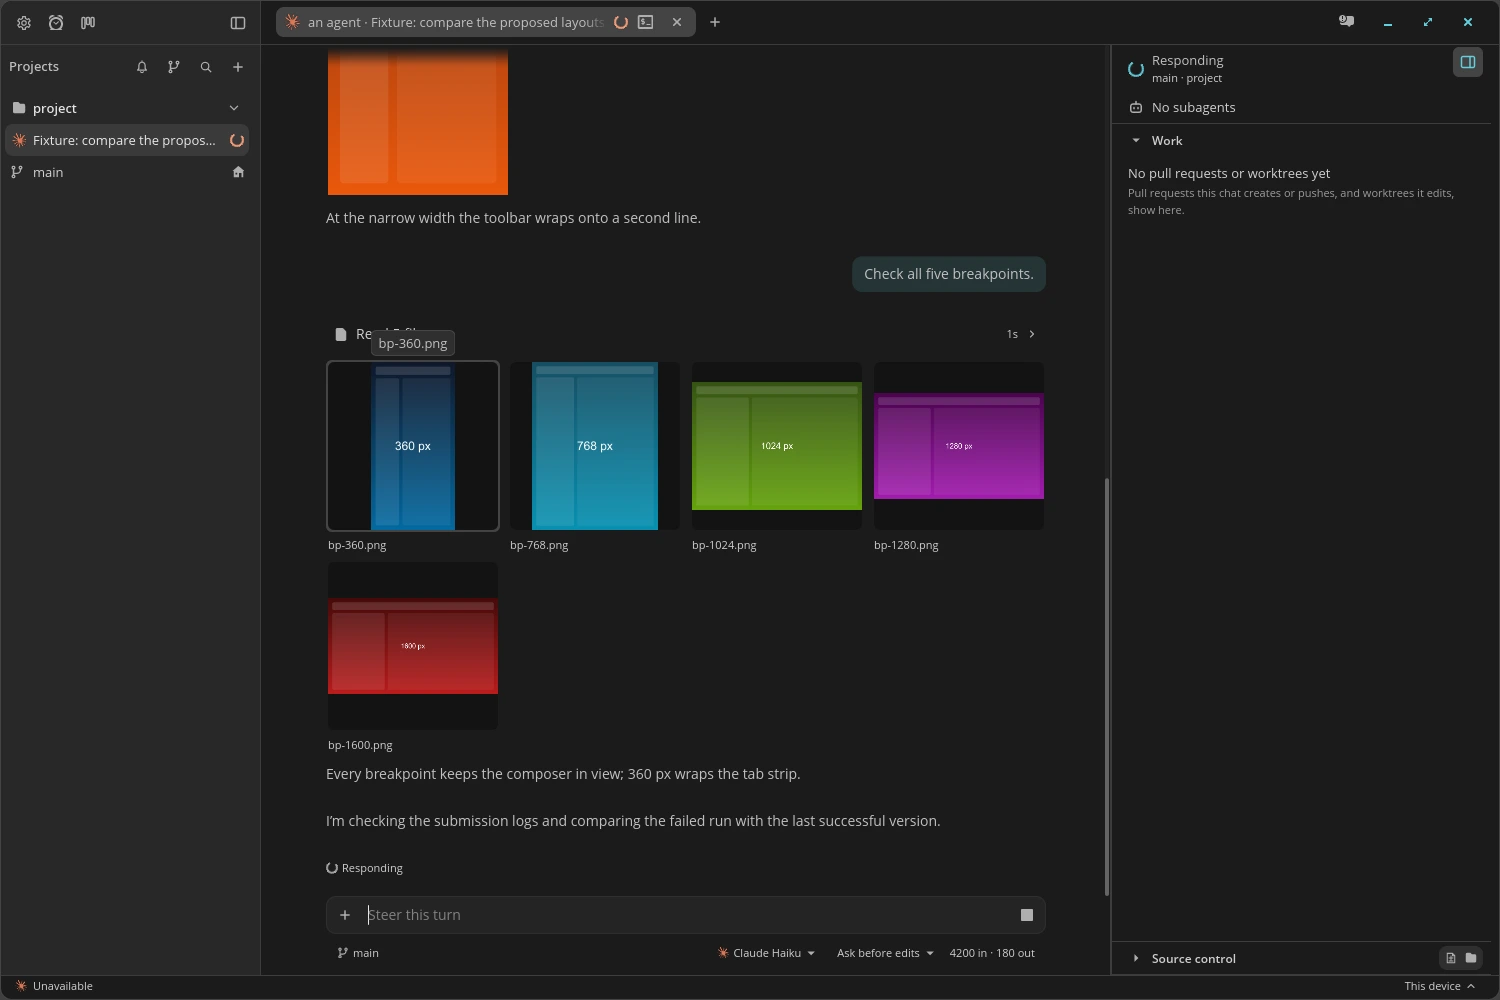 an agent · Fixture: compare the proposed layouts
Projects
project
Fixture: compare the propos...
main
At the narrow width the toolbar wraps onto a second line.
Check all five breakpoints.
1s
bp-360.png
360 px
768 px
1024 px
1280 px
bp-360.png
bp-768.png
bp-1024.png
bp-1280.png
1600 px
bp-1600.png
Every breakpoint keeps the composer in view; 360 px wraps the tab strip.
I'm checking the submission logs and comparing the failed run with the last successful version.
Responding
Steer this turn
main
Claude Haiku
Ask before edits
4200 in · 180 out
Responding
main · project
No subagents
Work
No pull requests or worktrees yet
Pull requests this chat creates or pushes, and worktrees it edits,
show here.
Source control
Unavailable
This device